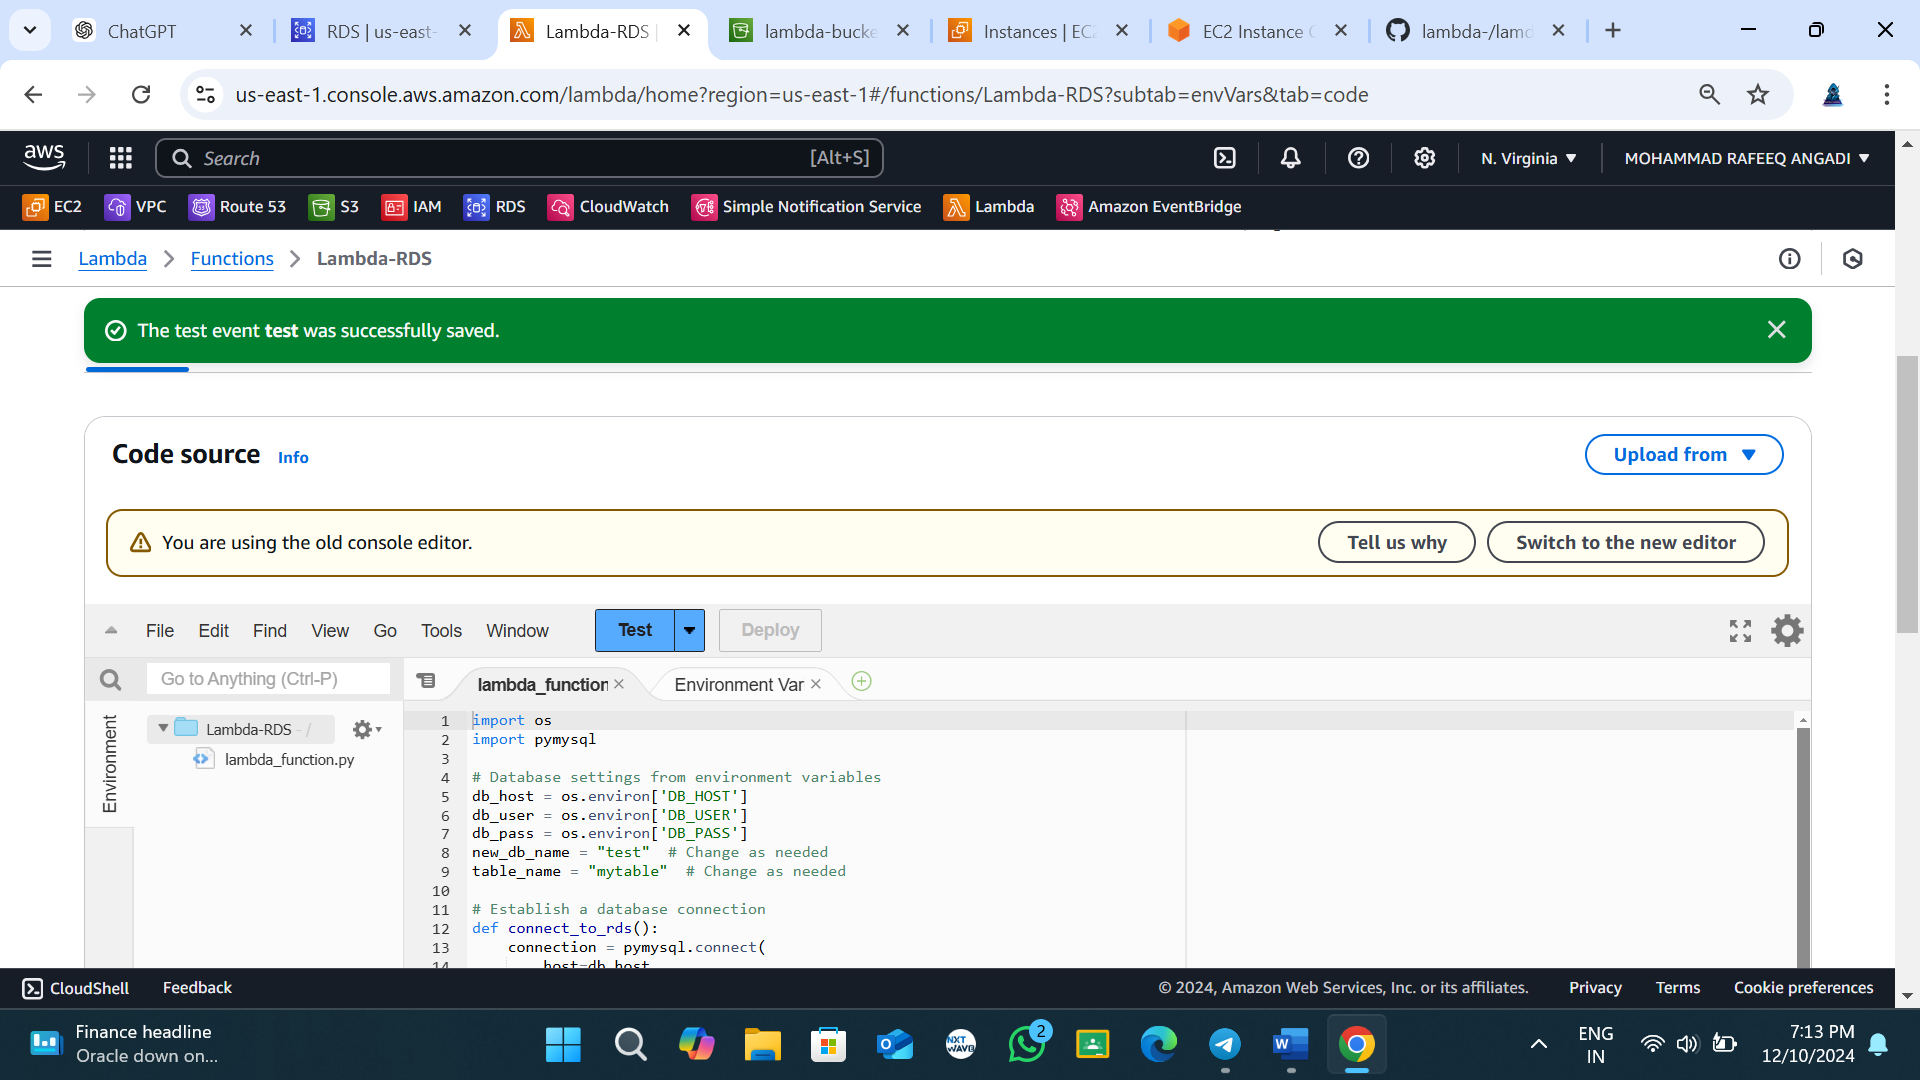 ChatGPT
RDS | us-east-
Lambda-RDS |
lambda-bucke
Instances | EC2
EC2 Instance C
lambda-/lamd
us-east-1.console.aws.amazon.com/lambda/home?region=us-east-1#/functions/Lambda-RDS?subtab=envVars&tab=code
aws
Search
[Alt+S]
N. Virginia
MOHAMMAD RAFEEQ ANGADI
EC2
VPC
Route 53
S3
IAM
RDS
CloudWatch
Simple Notification Service
Lambda
Amazon EventBridge
Lambda
Functions
Lambda-RDS
The test event test was successfully saved.
Code source
Info
Upload from
You are using the old console editor.
Tell us why
Switch to the new editor
File
Edit
Find
View
Go
Tools
Window
Test
Deploy
Go to Anything (Ctrl-P)
lambda_function
Environment Var
Environment
Lambda-RDS - /
lambda_function.py
1 import os
2 import pymysql
3
4 # Database settings from environment variables
5 db_host = os.environ['DB_HOST']
6 db_user = os.environ['DB_USER']
7 db_pass = os.environ['DB_PASS']
8 new_db_name = "test"  # Change as needed
9 table_name = "mytable"  # Change as needed
10
11 # Establish a database connection
12 def connect_to_rds():
13     connection = pymysql.connect(
14         host=db_host
CloudShell
Feedback
© 2024, Amazon Web Services, Inc. or its affiliates.
Privacy
Terms
Cookie preferences
Finance headline
Oracle down on...
NXT
WAVE
2
W
ENG
IN
7:13 PM
12/10/2024